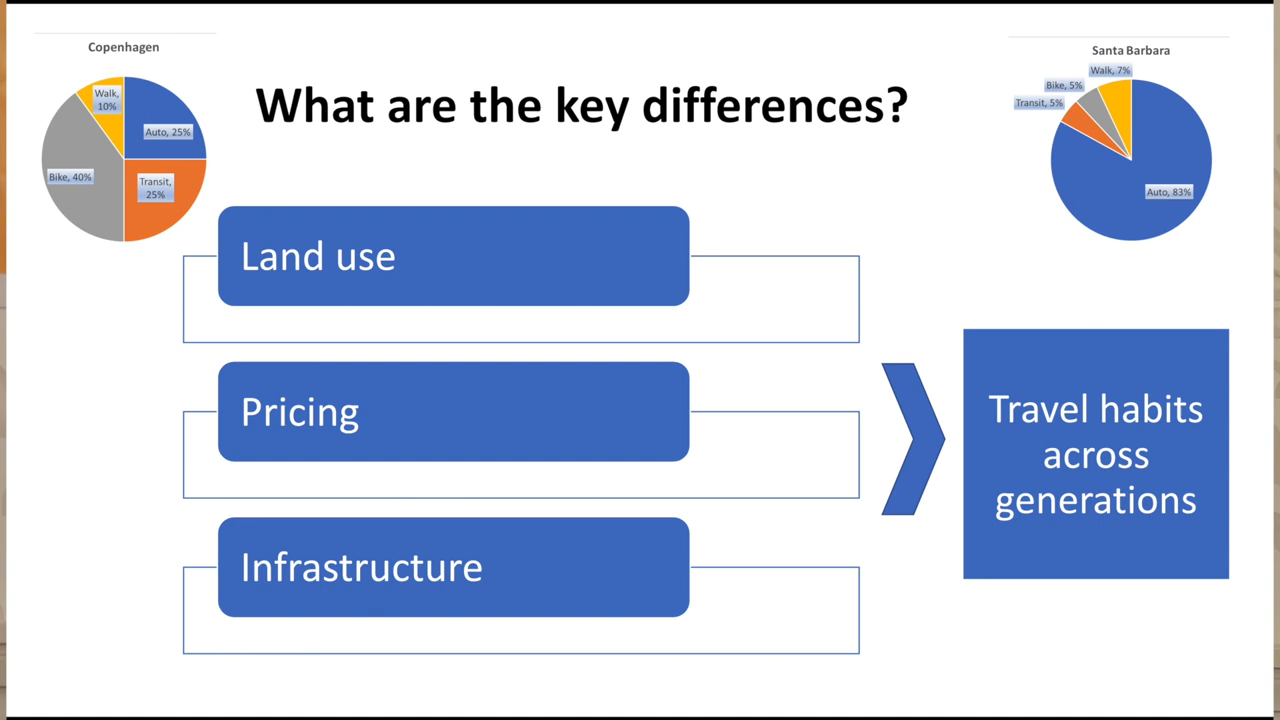 Copenhagen
Walk,
10%
Auto, 25%
Bike, 40%
Transit,
25%
What are the key differences?
Santa Barbara
Walk, 7%
Bike, 5%
Transit, 5%
Auto, 83%
Land use
Pricing
Infrastructure
Travel habits
across
generations